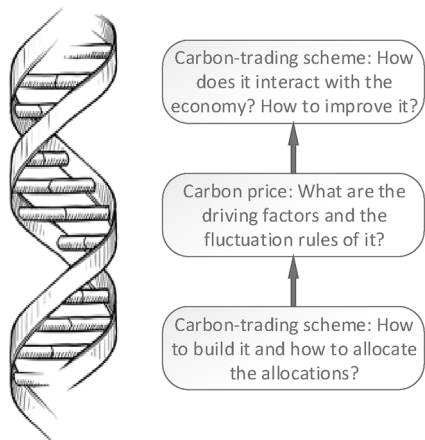 Carbon-trading scheme: How
does it interact with the
economy? How to improve it?
Carbon price: What are the
driving factors and the
fluctuation rules of it?
Carbon-trading scheme: How
to build it and how to allocate
the allocations?